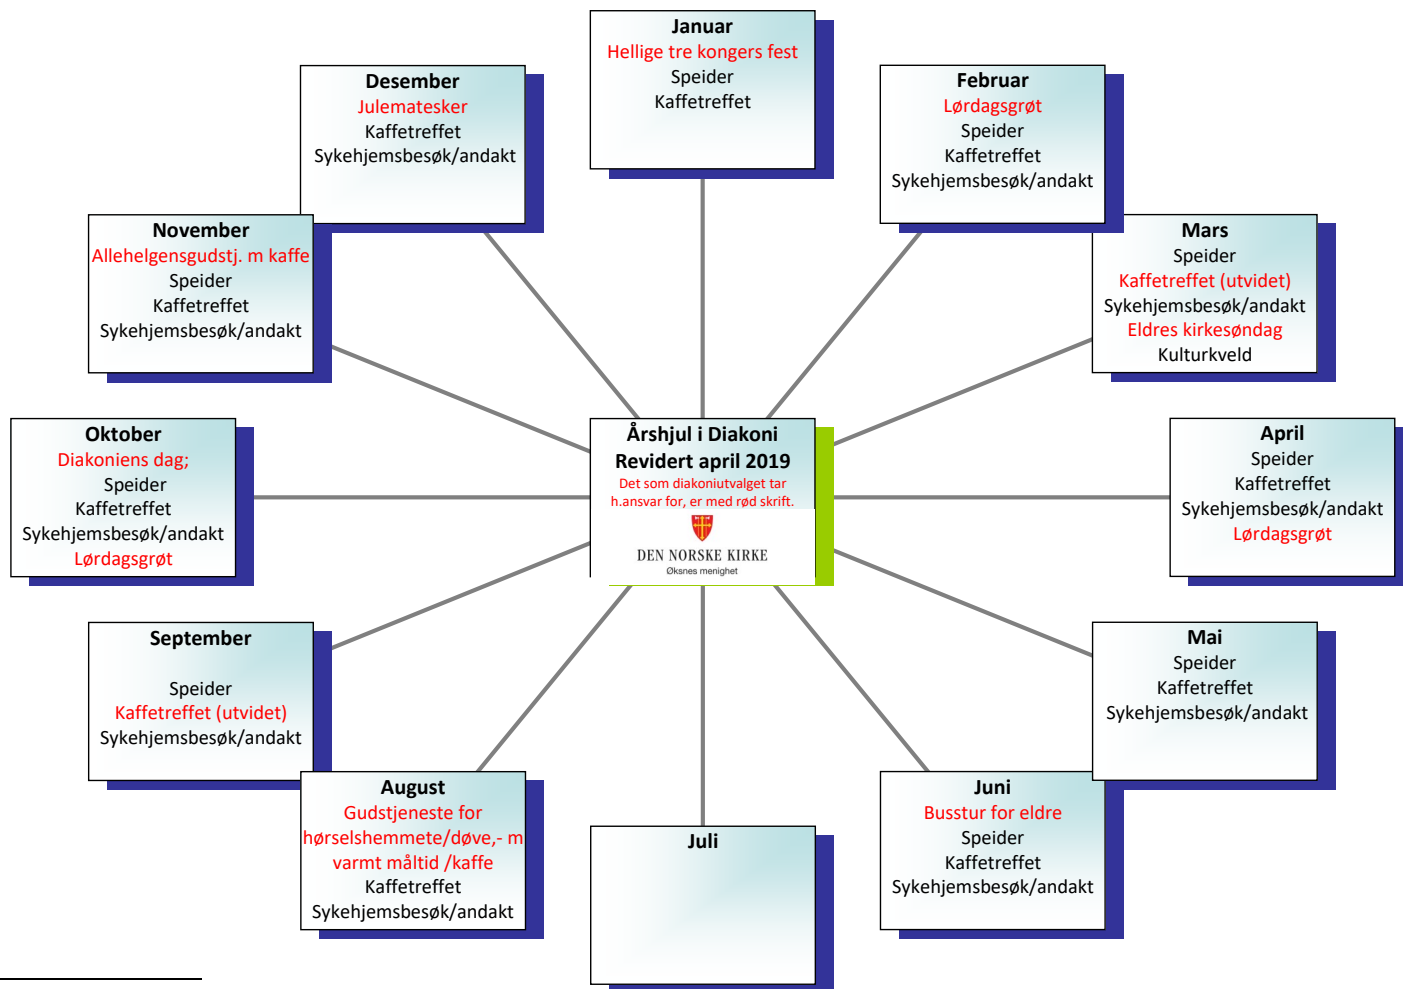 Januar
Hellige tre kongers fest
Speider
Kaffetreffet
Februar
Lørdagsgrøt
Speider
Kaffetreffet
Sykehjemsbesøk/andakt
Mars
Speider
Kaffetreffet (utvidet)
Sykehjemsbesøk/andakt
Eldres kirkesøndag
Kulturkveld
April
Speider
Kaffetreffet
Sykehjemsbesøk/andakt
Lørdagsgrøt
Mai
Speider
Kaffetreffet
Sykehjemsbesøk/andakt
Juni
Busstur for eldre
Speider
Kaffetreffet
Sykehjemsbesøk/andakt
Juli
August
Gudstjeneste for
hørselshemmete/døve,- m
varmt måltid /kaffe
Kaffetreffet
Sykehjemsbesøk/andakt
September
Speider
Kaffetreffet (utvidet)
Sykehjemsbesøk/andakt
Oktober
Diakoniens dag;
Speider
Kaffetreffet
Sykehjemsbesøk/andakt
Lørdagsgrøt
November
Allehelgensgudstj. m kaffe
Speider
Kaffetreffet
Sykehjemsbesøk/andakt
Desember
Julematesker
Kaffetreffet
Sykehjemsbesøk/andakt
Årshjul i Diakoni
Revidert april 2019
Det som diakoniutvalget tar
h.ansvar for, er med rød skrift.
DEN NORSKE KIRKE
Øksnes menighet